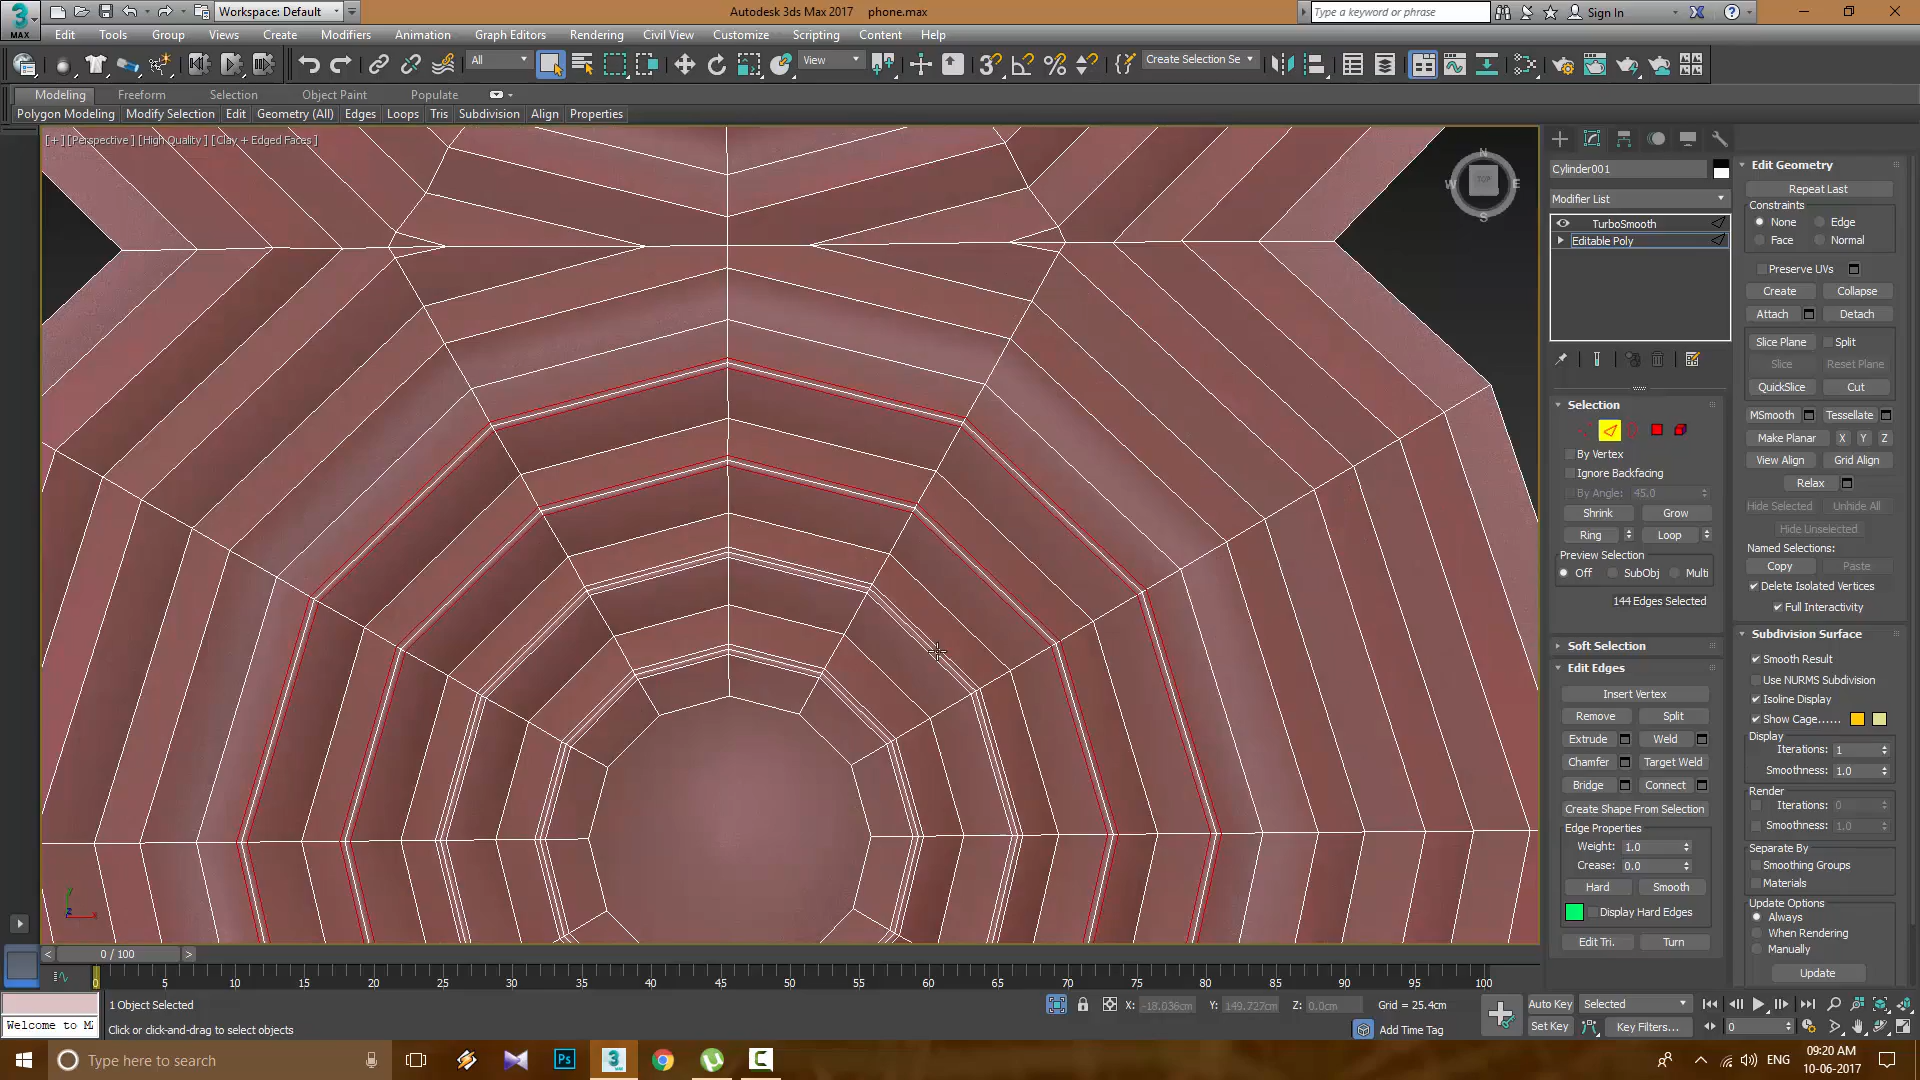 MAX
Workspace: Default
Autodesk 3ds Max 2017 phone.max
Type a keyword or phrase
Sign In
Edit Tools Group Views Create Modifiers Animation Graph Editors Rendering Civil View Customize Scripting Content Help
All
View
Create Selection Se
Modeling Freeform Selection Object Paint Populate
Polygon Modeling Modify Selection Edit Geometry (All) Edges Loops Tris Subdivision Align Properties
[ + ] [Perspective ] [High Quality ] [Clay + Edged Faces ]
N
W TOP E
S
Cylinder001
Modifier List
TurboSmooth
Editable Poly
Selection
By Vertex
Ignore Backfacing
By Angle: 45.0
Shrink Grow
Ring Loop
Preview Selection
Off SubObj Multi
144 Edges Selected
Soft Selection
Edit Edges
Insert Vertex
Remove Split
Extrude Weld
Chamfer Target Weld
Bridge Connect
Create Shape From Selection
Edge Properties
Weight: 1.0
Crease: 0.0
Hard Smooth
Display Hard Edges
Edit Tri. Turn
Edit Geometry
Repeat Last
Constraints
None Edge
Face Normal
Preserve UVs
Create Collapse
Attach Detach
Slice Plane Split
Slice Reset Plane
QuickSlice Cut
MSmooth Tessellate
Make Planar X Y Z
View Align Grid Align
Relax
Hide Selected Unhide All
Hide Unselected
Named Selections:
Copy Paste
Delete Isolated Vertices
Full Interactivity
Subdivision Surface
Smooth Result
Use NURMS Subdivision
Isoline Display
Show Cage......
Display
Iterations: 1
Smoothness: 1.0
Render
Iterations: 0
Smoothness: 1.0
Separate By
Smoothing Groups
Materials
Update Options
Always
When Rendering
Manually
Update
y
z x
< 0 / 100 >
0 5 10 15 20 25 30 35 40 45 50 55 60 65 70 75 80 85 90 95 100
1 Object Selected
X: -18.036cm Y: 149.727cm Z: 0.0cm Grid = 25.4cm
Auto Key Selected
Welcome to M
Click or click-and-drag to select objects
Add Time Tag
Set Key Key Filters... 0
Type here to search
Ps
3
C
ENG
09:20 AM
10-06-2017